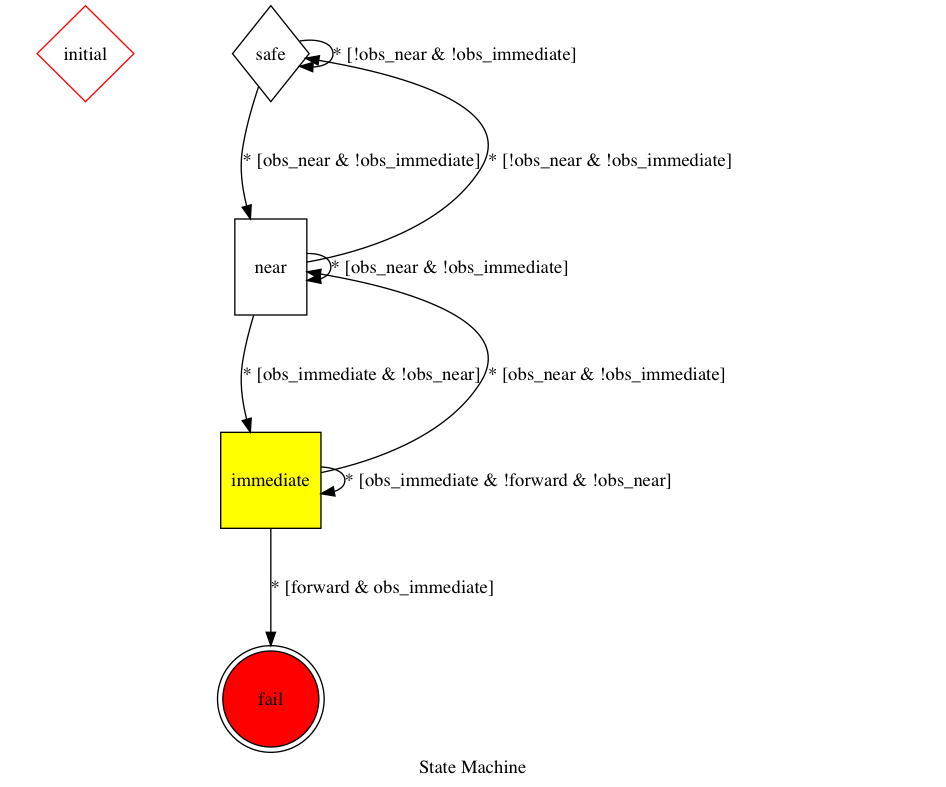 initial
safe
* [!obs_near & !obs_immediate]
* [obs_near & !obs_immediate]
* [!obs_near & !obs_immediate]
near
* [obs_near & !obs_immediate]
* [obs_immediate & !obs_near]
* [obs_near & !obs_immediate]
immediate
* [obs_immediate & !forward & !obs_near]
* [forward & obs_immediate]
fail
State Machine